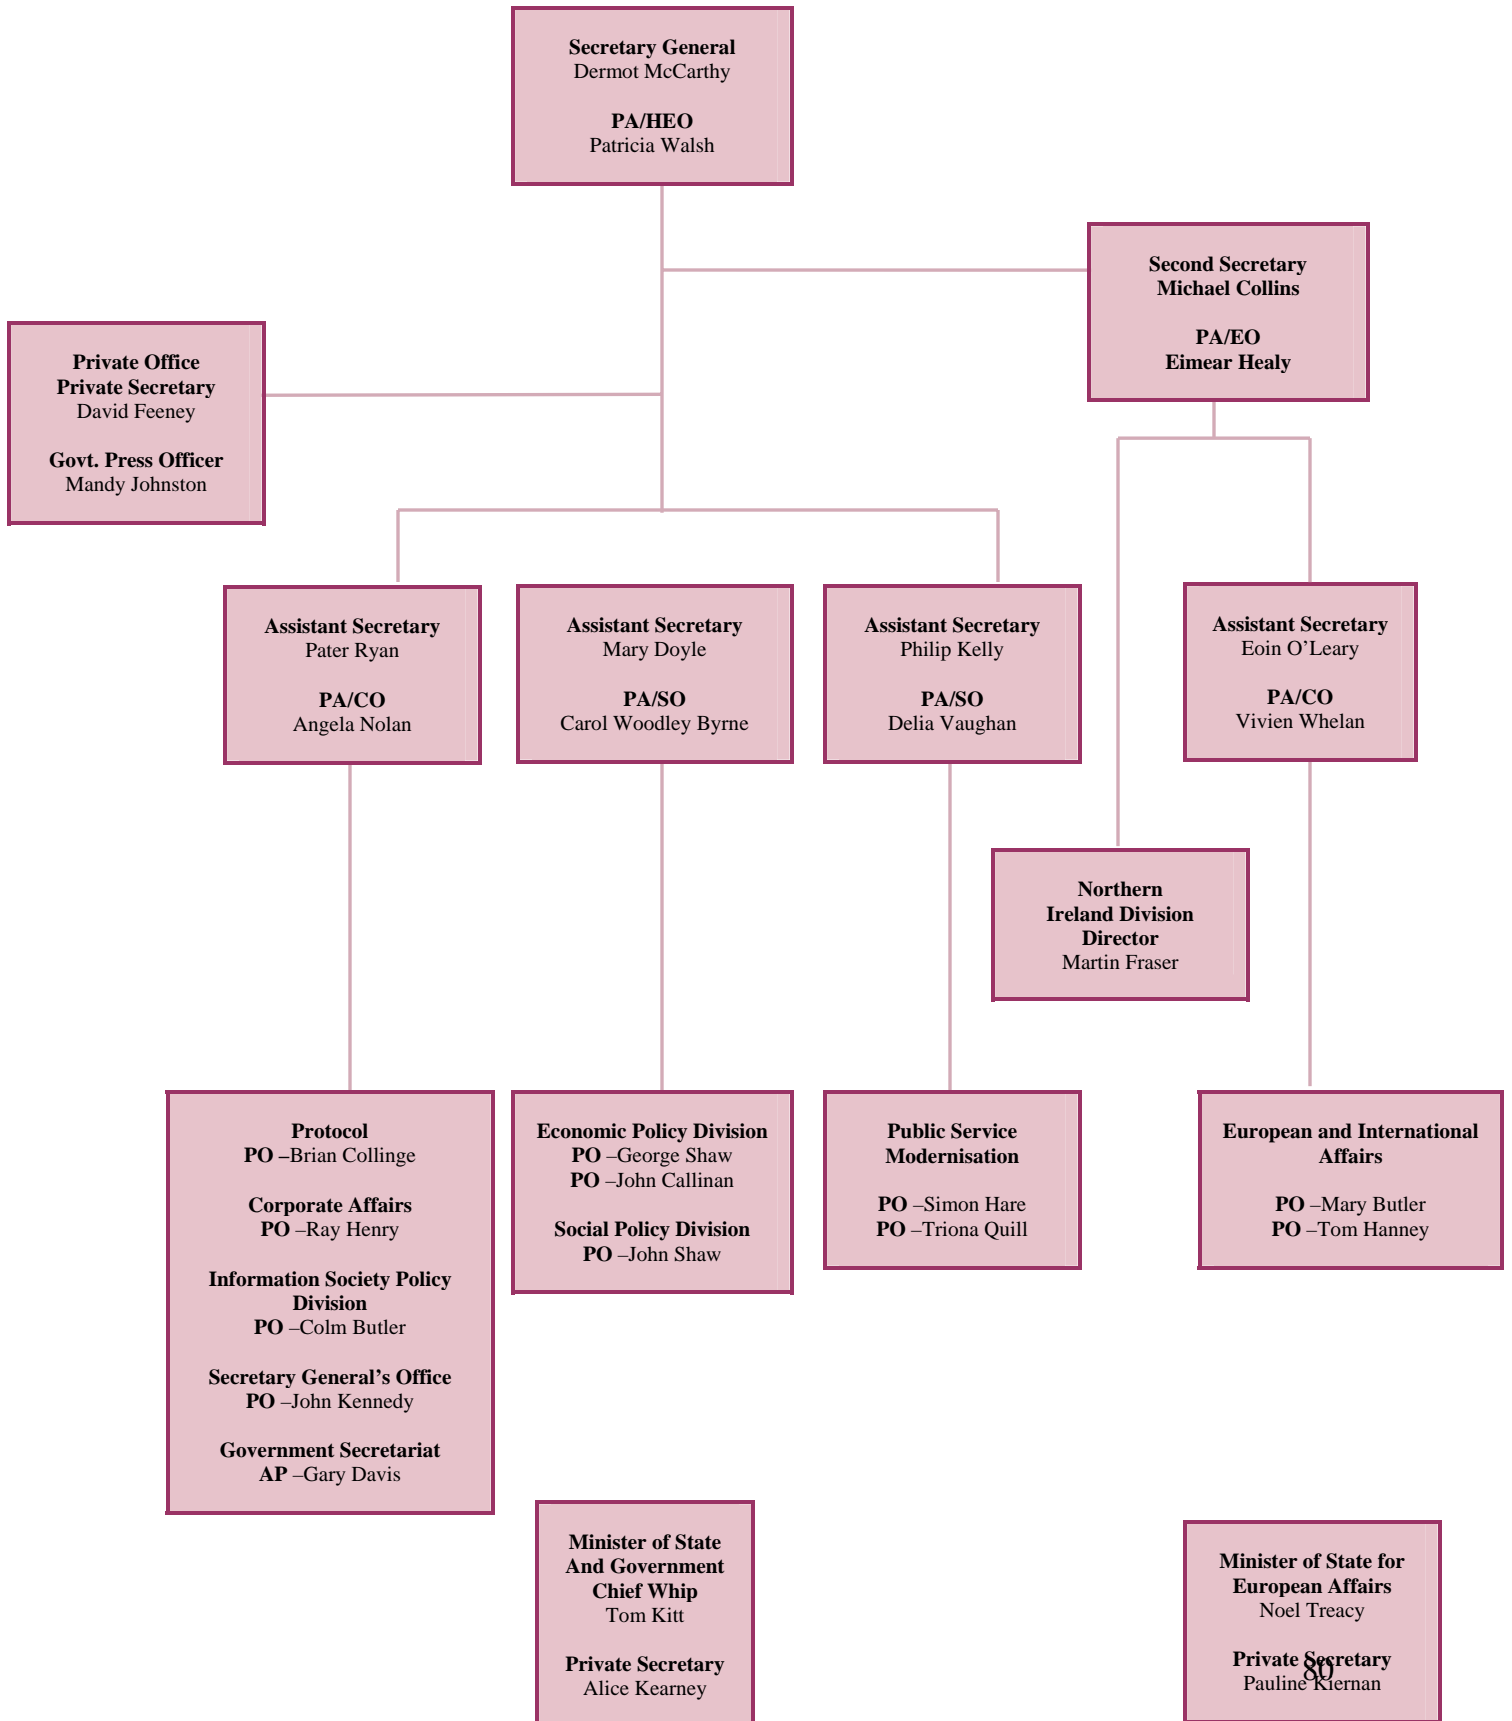 Secretary General
Dermot McCarthy
PA/HEO
Patricia Walsh
Second Secretary
Michael Collins
PA/EO
Eimear Healy
Private Office
Private Secretary
David Feeney
Govt. Press Officer
Mandy Johnston
Assistant Secretary
Pater Ryan
PA/CO
Angela Nolan
Assistant Secretary
Mary Doyle
PA/SO
Carol Woodley Byrne
Assistant Secretary
Philip Kelly
PA/SO
Delia Vaughan
Assistant Secretary
Eoin O’Leary
PA/CO
Vivien Whelan
Northern
Ireland Division
Director
Martin Fraser
Protocol
PO –Brian Collinge
Corporate Affairs
PO –Ray Henry
Information Society Policy
Division
PO –Colm Butler
Secretary General’s Office
PO –John Kennedy
Government Secretariat
AP –Gary Davis
Economic Policy Division
PO –George Shaw
PO –John Callinan
Social Policy Division
PO –John Shaw
Public Service
Modernisation
PO –Simon Hare
PO –Triona Quill
European and International
Affairs
PO –Mary Butler
PO –Tom Hanney
Minister of State
And Government
Chief Whip
Tom Kitt
Private Secretary
Alice Kearney
Minister of State for
European Affairs
Noel Treacy
Private Secretary
Pauline Kiernan
80